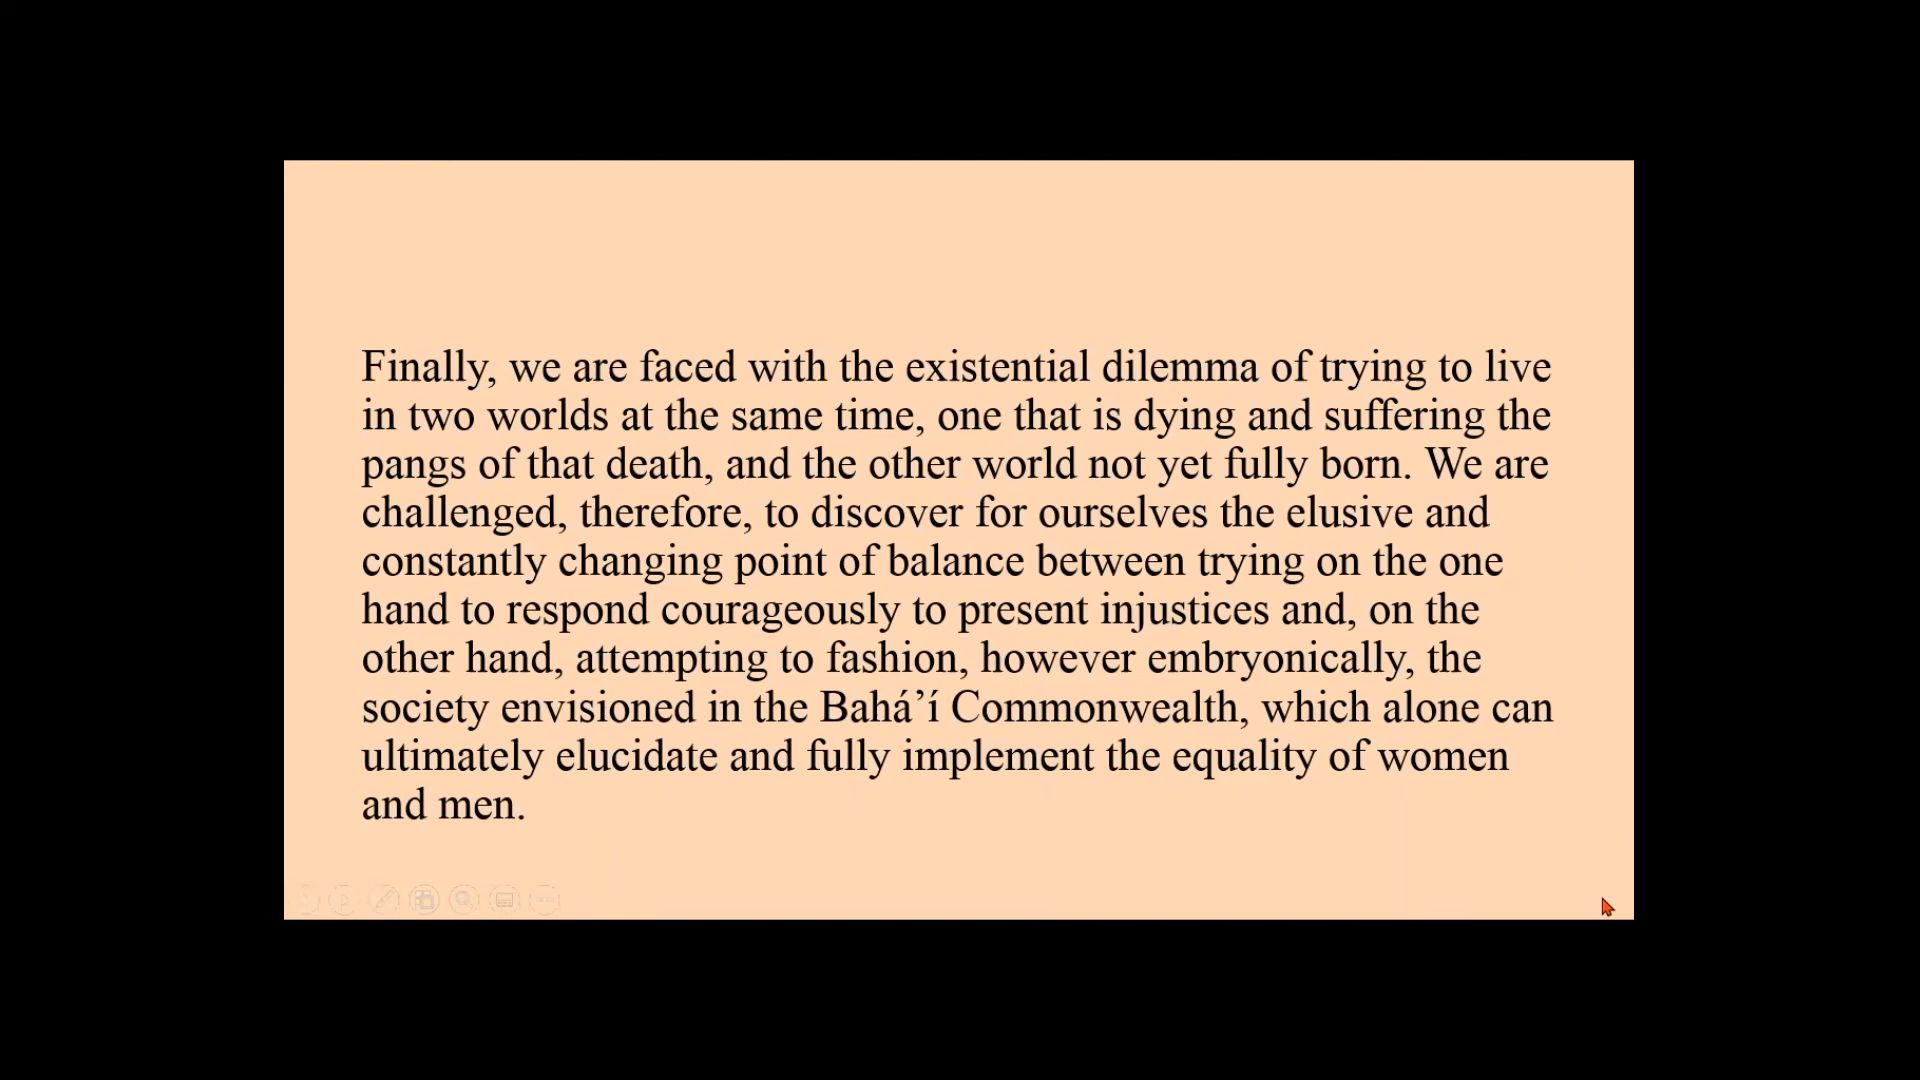 Finally, we are faced with the existential dilemma of trying to live
in two worlds at the same time, one that is dying and suffering the
pangs of that death, and the other world not yet fully born. We are
challenged, therefore, to discover for ourselves the elusive and
constantly changing point of balance between trying on the one
hand to respond courageously to present injustices and, on the
other hand, attempting to fashion, however embryonically, the
society envisioned in the Bahá’í Commonwealth, which alone can
ultimately elucidate and fully implement the equality of women
and men.